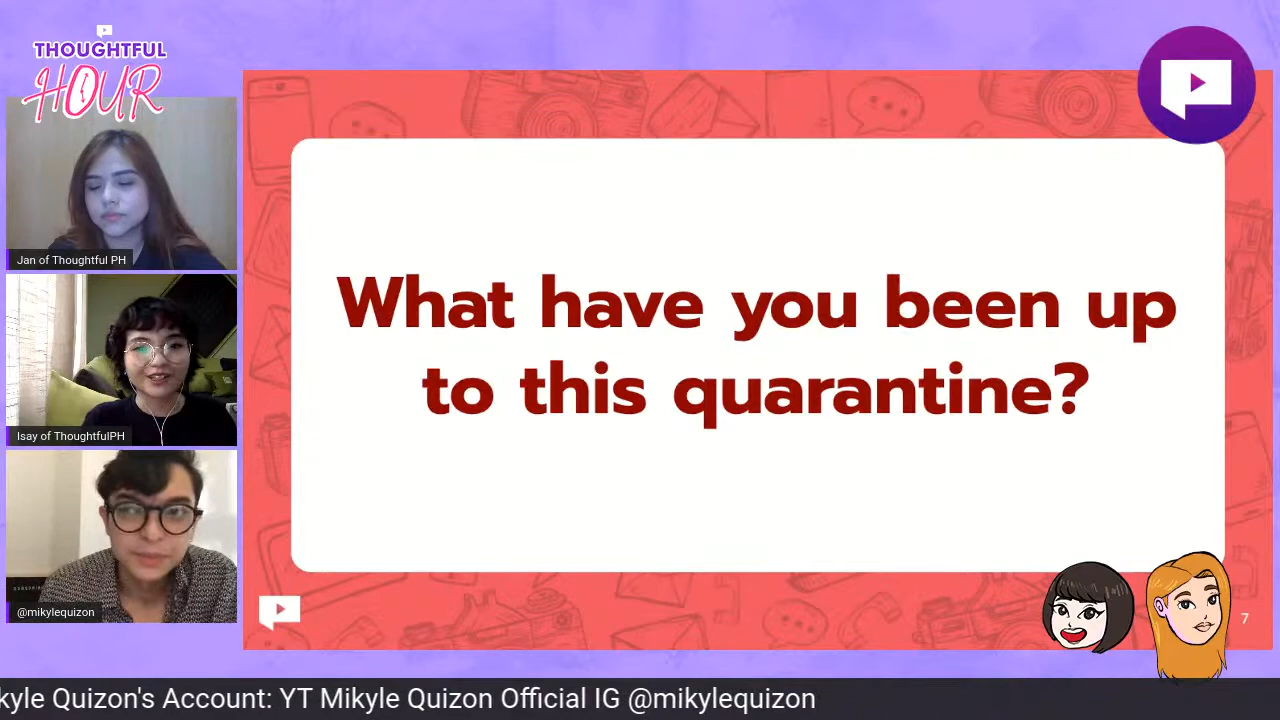 THOUGHTFUL
HOUR
Jan of Thoughtful PH
Isay of ThoughtfulPH
@mikylequizon
What have you been up
to this quarantine?
7
kyle Quizon's Account: YT Mikyle Quizon Official IG @mikylequizon